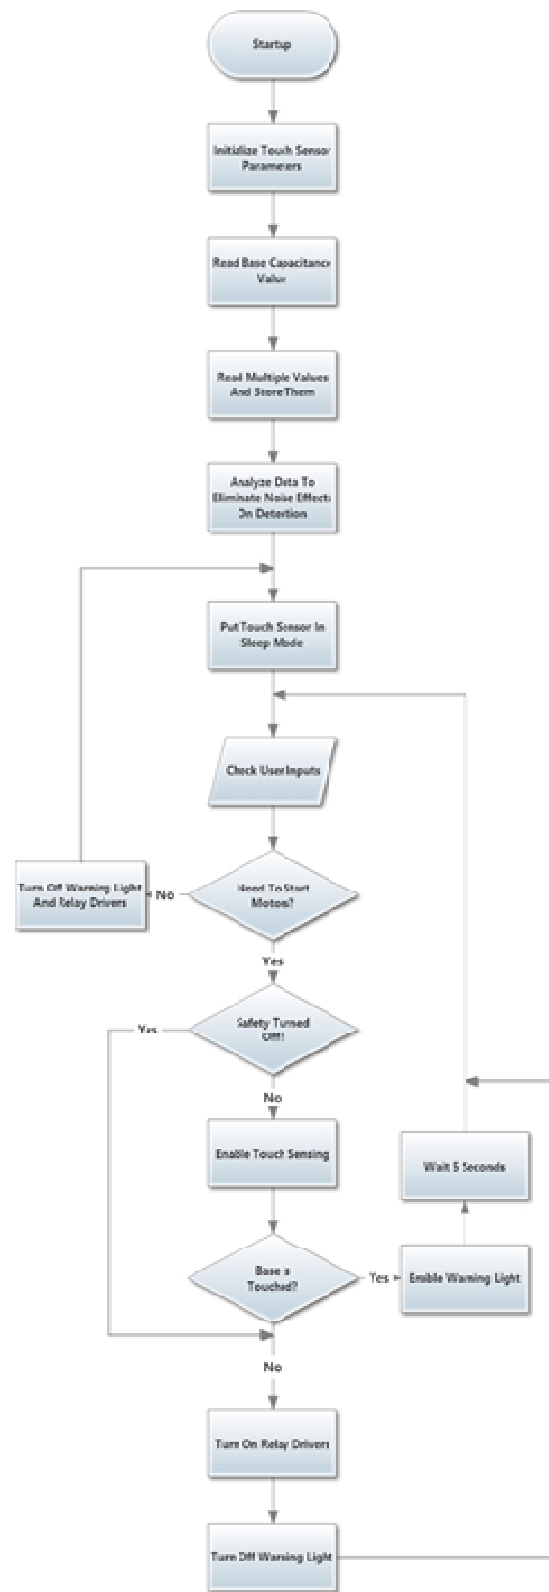 Startup
Initialize Touch Sensor
Parameters
Read Base Capacitance
Value
Read Multiple Values
And Store Them
Analyze Data To
Eliminate Noise Effects
On Detection
Put Touch Sensor In
Sleep Mode
Check User Inputs
Turn Off Warning Light
And Relay Drivers
No
Need To Start
Motors?
Yes
Safety Turned
Off?
Yes
No
Enable Touch Sensing
Wait 5 Seconds
Base is
Touched?
Yes
Enable Warning Light
No
Turn On Relay Drivers
Turn Off Warning Light